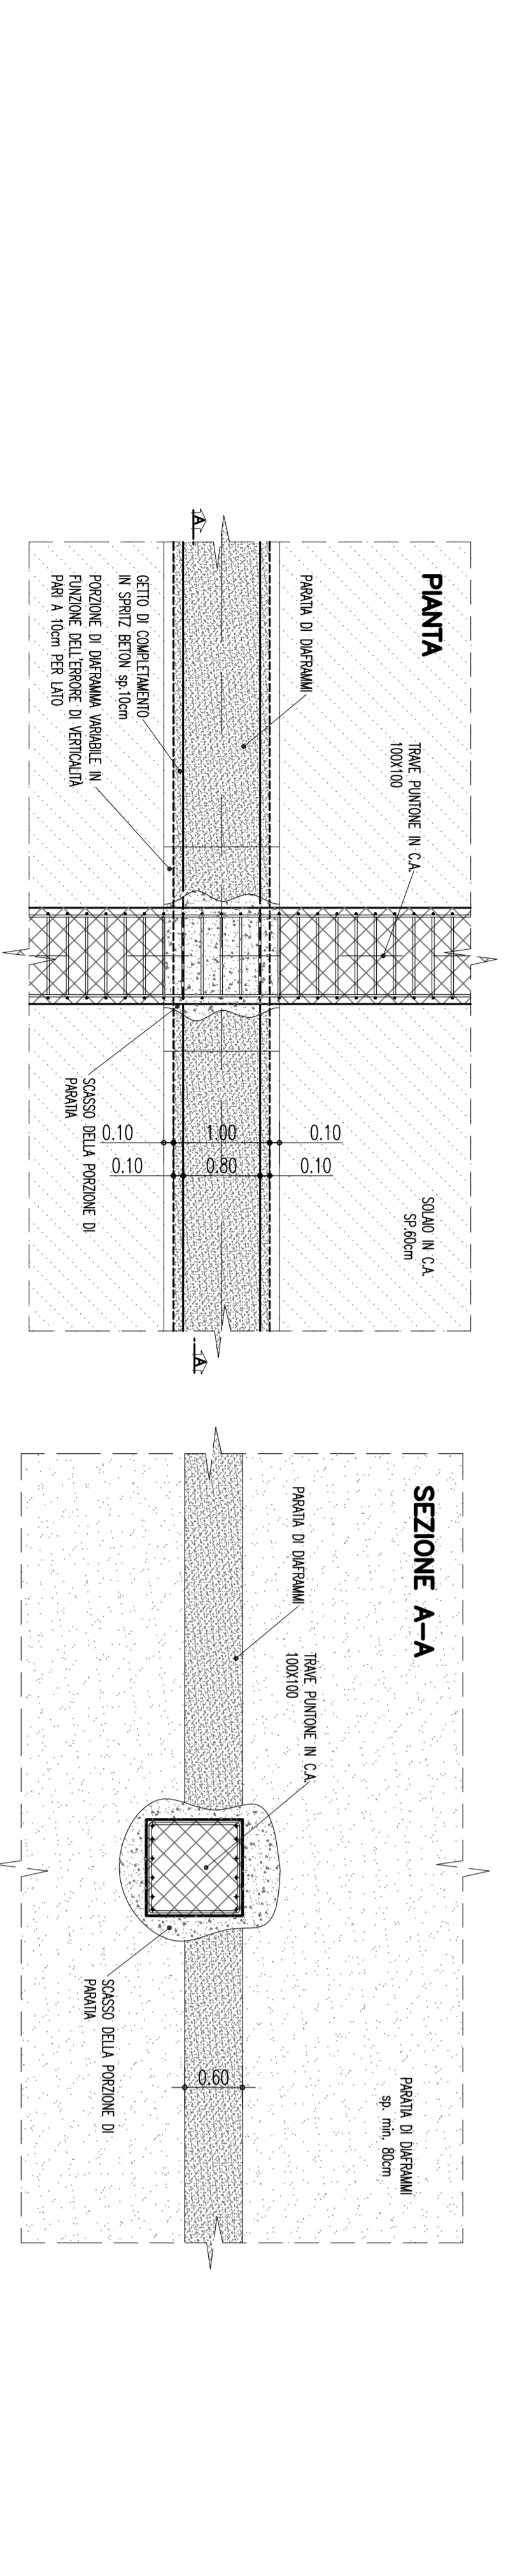 PIANTA
TRAVE PUNTONE IN C.A.
100X100
SOLAIO IN C.A.
SP.60cm
PARATIA DI DIAFRAMMI
GETTO DI COMPLETAMENTO
IN SPRITZ BETON sp.10cm
PORZIONE DI DIAFRAMMA VARIABILE IN
FUNZIONE DELL'ERRORE DI VERTICALITÀ
PARI A 10cm PER LATO
SCASSO DELLA PORZIONE DI
PARATIA
0.10
1.00
0.10
0.10
0.80
0.10
A
A
SEZIONE A-A
PARATIA DI DIAFRAMMI
TRAVE PUNTONE IN C.A.
100X100
PARATIA DI DIAFRAMMI
sp. min. 80cm
SCASSO DELLA PORZIONE DI
PARATIA
0.60